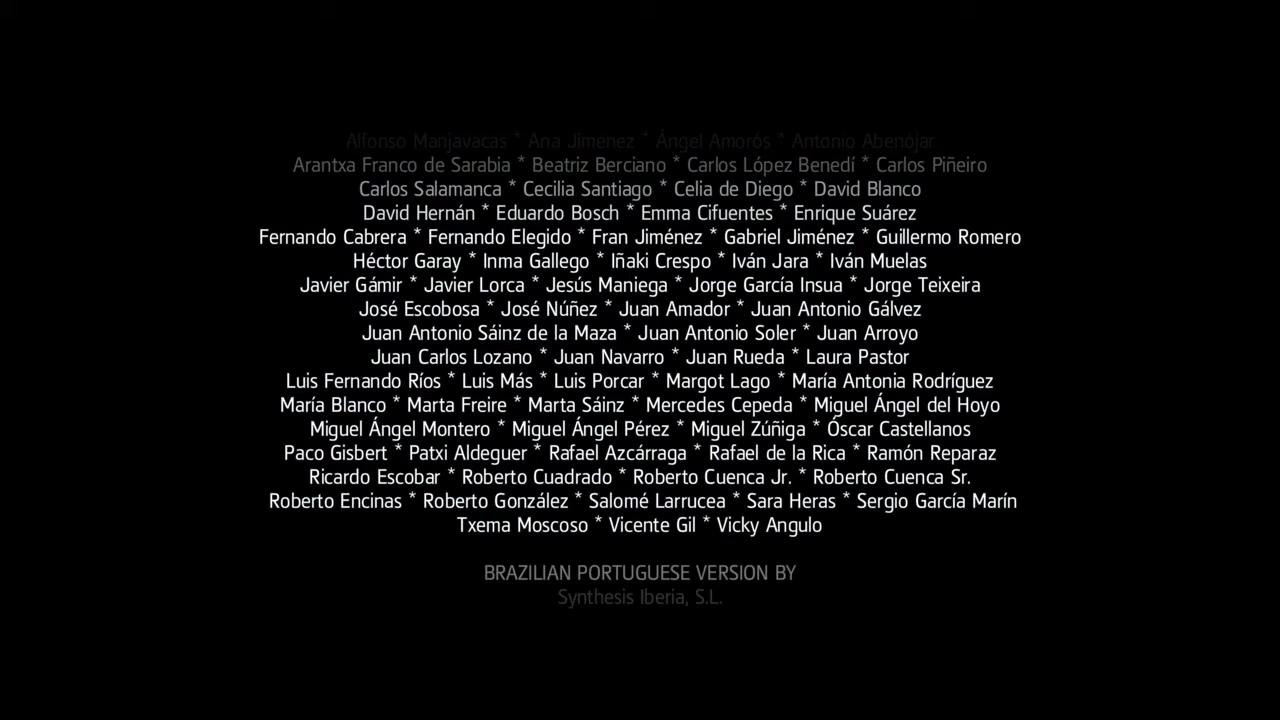 Alfonso Manjavacas * Ana Jimenez * Ángel Amorós * Antonio Abenójar
Arantxa Franco de Sarabia * Beatriz Berciano * Carlos López Benedí * Carlos Piñeiro
Carlos Salamanca * Cecilia Santiago * Celia de Diego * David Blanco
David Hernán * Eduardo Bosch * Emma Cifuentes * Enrique Suárez
Fernando Cabrera * Fernando Elegido * Fran Jiménez * Gabriel Jiménez * Guillermo Romero
Héctor Garay * Inma Gallego * Iñaki Crespo * Iván Jara * Iván Muelas
Javier Gámir * Javier Lorca * Jesús Maniega * Jorge García Insua * Jorge Teixeira
José Escobosa * José Núñez * Juan Amador * Juan Antonio Gálvez
Juan Antonio Sáinz de la Maza * Juan Antonio Soler * Juan Arroyo
Juan Carlos Lozano * Juan Navarro * Juan Rueda * Laura Pastor
Luis Fernando Ríos * Luis Más * Luis Porcar * Margot Lago * María Antonia Rodríguez
María Blanco * Marta Freire * Marta Sáinz * Mercedes Cepeda * Miguel Ángel del Hoyo
Miguel Ángel Montero * Miguel Ángel Pérez * Miguel Zúñiga * Óscar Castellanos
Paco Gisbert * Patxi Aldeguer * Rafael Azcárraga * Rafael de la Rica * Ramón Reparaz
Ricardo Escobar * Roberto Cuadrado * Roberto Cuenca Jr. * Roberto Cuenca Sr.
Roberto Encinas * Roberto González * Salomé Larrucea * Sara Heras * Sergio García Marín
Txema Moscoso * Vicente Gil * Vicky Angulo
BRAZILIAN PORTUGUESE VERSION BY
Synthesis Iberia, S.L.